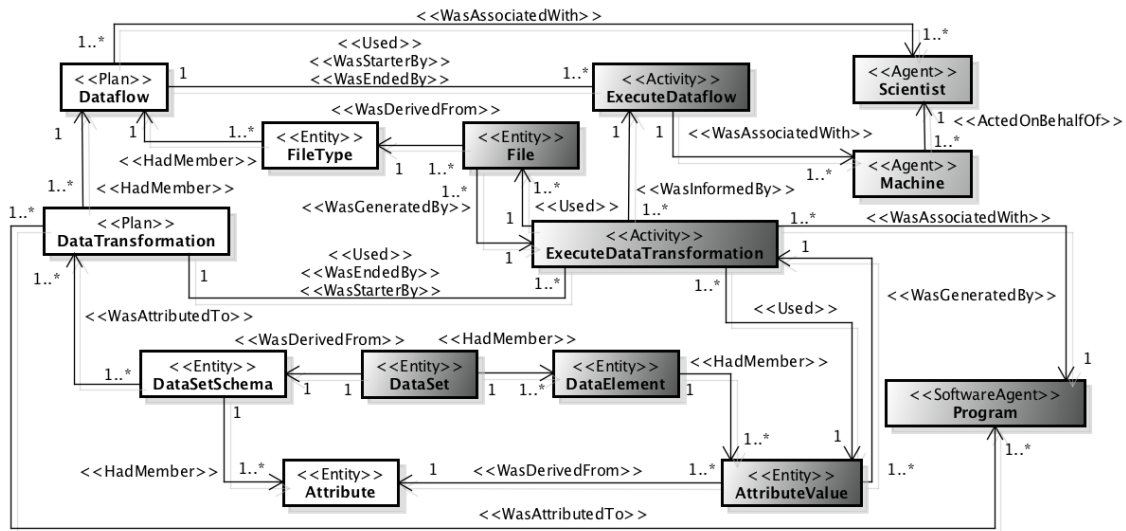 <<WasAssociatedWith>>
1..*
1..*
<<Used>>
<<WasStarterBy>>
<<WasEndedBy>>
1
1..*
<<Plan>>
Dataflow
<<Activity>>
ExecuteDataflow
<<Agent>>
Scientist
<<WasDerivedFrom>>
1
1
1..*
<<Entity>>
FileType
<<Entity>>
File
1
1..*
1
1
<<WasAssociatedWith>>
1..*
1
<<ActedOnBehalfOf>>
1..*
<<Agent>>
Machine
<<HadMember>>
<<HadMember>>
1..*
1..*
1..*
<<WasGeneratedBy>>
1
<<Used>>
<<WasInformedBy>>
1..*
1..*
<<WasAssociatedWith>>
1..*
<<Plan>>
DataTransformation
<<Activity>>
ExecuteDataTransformation
1
1
1..*
1
<<Used>>
<<WasEndedBy>>
<<WasStarterBy>>
1..*
1..*
<<Used>>
<<WasGeneratedBy>>
<<WasAttributedTo>>
<<WasDerivedFrom>>
<<HadMember>>
<<HadMember>>
1..*
<<Entity>>
DataSetSchema
1
1
<<Entity>>
DataSet
1
1..*
<<Entity>>
DataElement
1
1
<<SoftwareAgent>>
Program
1
1..*
1
1..*
<<HadMember>>
1..*
<<Entity>>
Attribute
1
<<WasDerivedFrom>>
1..*
<<Entity>>
AttributeValue
1..*
<<WasAttributedTo>>